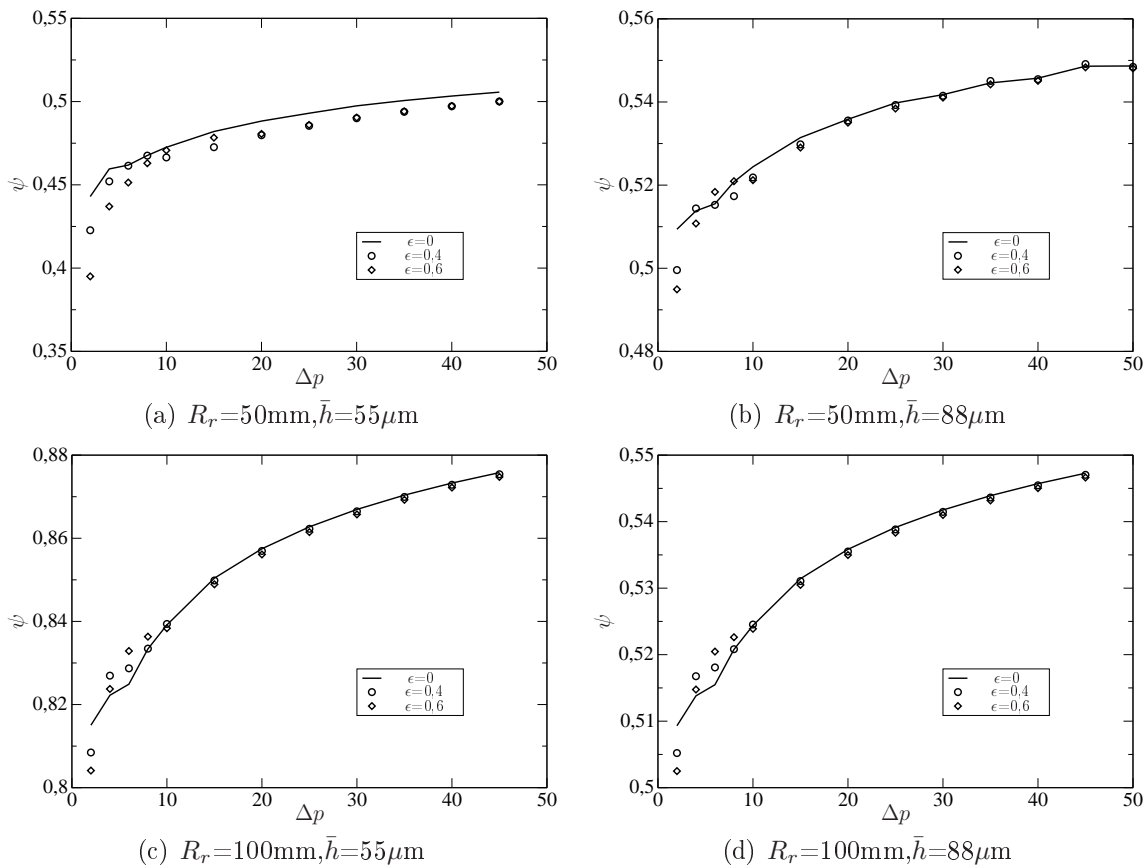 0,55
0,5
0,45
0,4
0,35
ψ
0 10 20 30 40 50
Δp
ϵ=0
ϵ=0,4
ϵ=0,6
(a) R_r=50mm,h̄=55μm
0,56
0,54
0,52
0,5
0,48
ψ
0 10 20 30 40 50
Δp
ϵ=0
ϵ=0,4
ϵ=0,6
(b) R_r=50mm,h̄=88μm
0,88
0,86
0,84
0,82
0,8
ψ
0 10 20 30 40 50
Δp
ϵ=0
ϵ=0,4
ϵ=0,6
(c) R_r=100mm,h̄=55μm
0,55
0,54
0,53
0,52
0,51
0,5
ψ
0 10 20 30 40 50
Δp
ϵ=0
ϵ=0,4
ϵ=0,6
(d) R_r=100mm,h̄=88μm